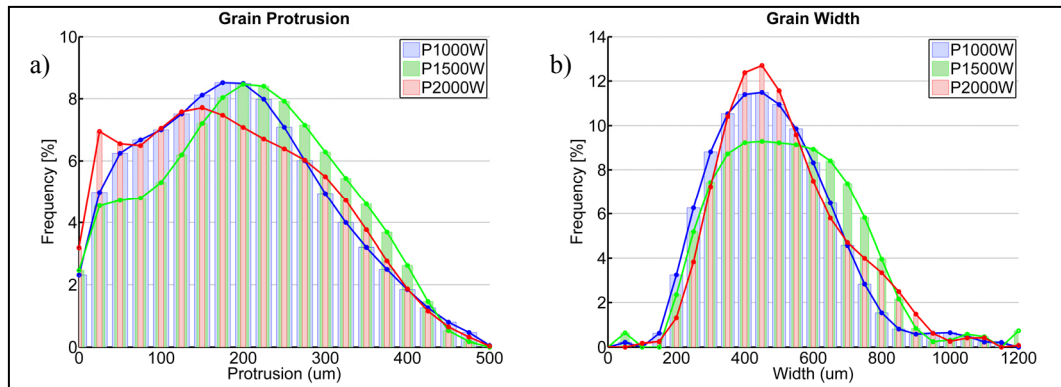 Grain Protrusion
a)
P1000W
P1500W
P2000W
Frequency [%]
10
8
6
4
2
0
0 100 200 300 400 500
Protrusion (um)
Grain Width
b)
P1000W
P1500W
P2000W
Frequency [%]
14
12
10
8
6
4
2
0
0 200 400 600 800 1000 1200
Width (um)